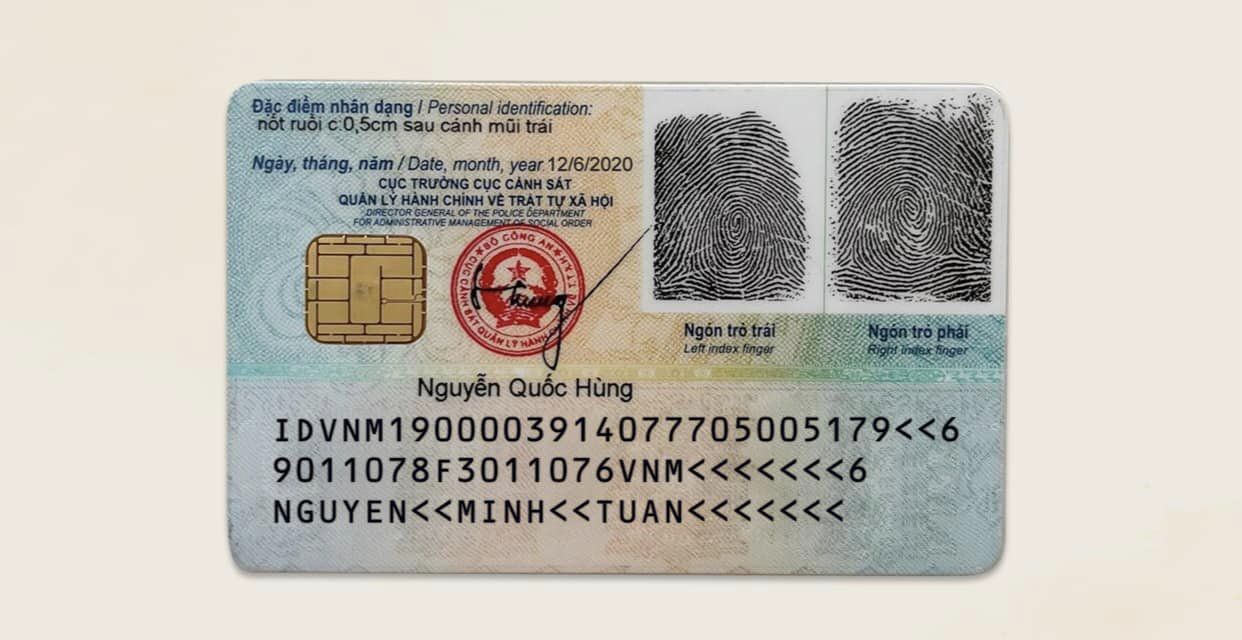 Đặc điểm nhân dạng / Personal identification:
nốt ruồi c:0,5cm sau cánh mũi trái
Ngày, tháng, năm / Date, month, year 12/6/2020
CỤC TRƯỞNG CỤC CẢNH SÁT
QUẢN LÝ HÀNH CHÍNH VỀ TRẬT TỰ XÃ HỘI
DIRECTOR GENERAL OF THE POLICE DEPARTMENT
FOR ADMINISTRATIVE MANAGEMENT OF SOCIAL ORDER
BỘ CÔNG AN
CỤC CẢNH SÁT QUẢN LÝ HÀNH
Ngón trỏ trái
Left index finger
Ngón trỏ phải
Right index finger
Nguyễn Quốc Hùng
IDVNM1900003914077705005179<<6
9011078F3011076VNM<<<<<<<6
NGUYEN<<MINH<<TUAN<<<<<<<